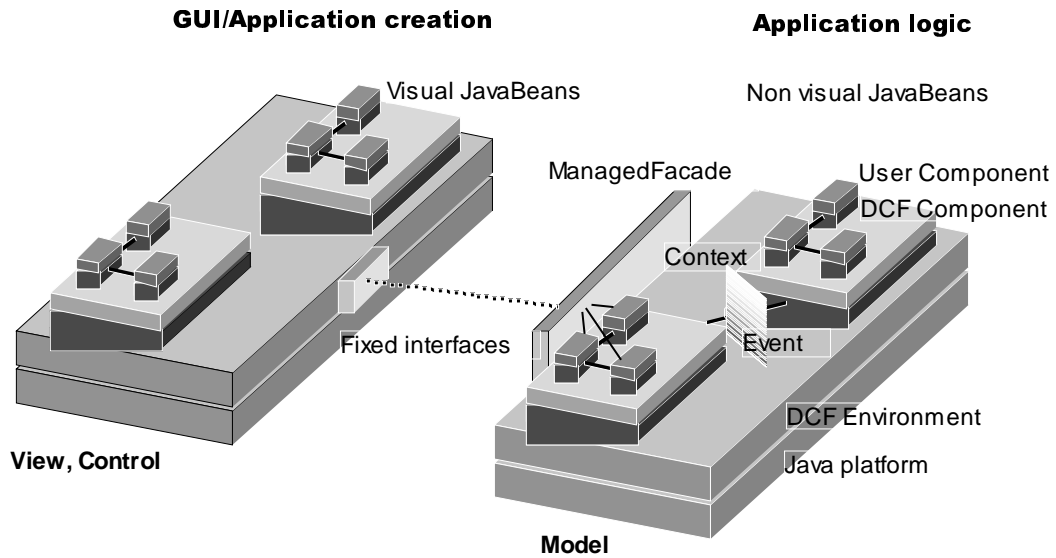 GUI/Application creation
Application logic
Visual JavaBeans
Non visual JavaBeans
ManagedFacade
User Component
DCF Component
Context
Fixed interfaces
Event
DCF Environment
View, Control
Java platform
Model